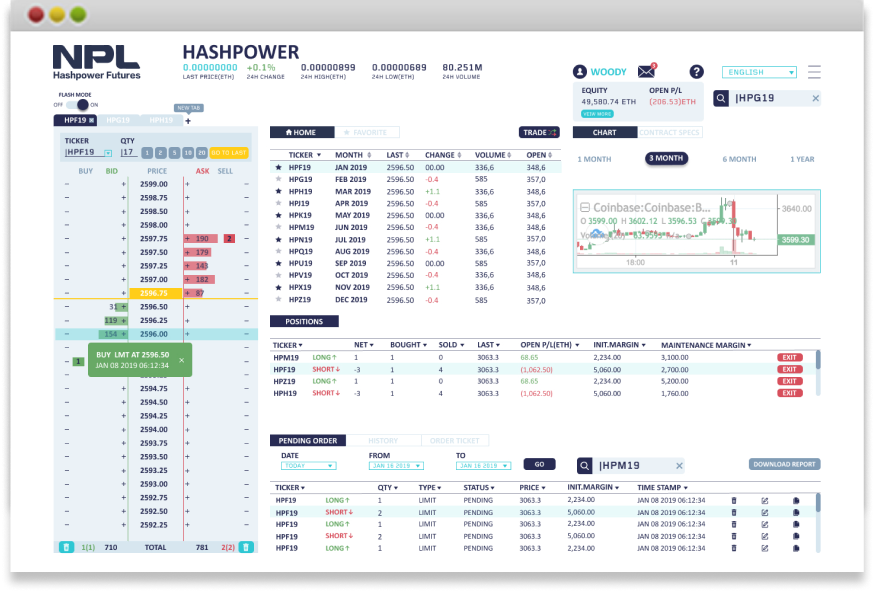 NPL
Hashpower Futures
HASHPOWER
0.00000000 +0.1% 0.00000899 0.00000689 80.251M
LAST PRICE(ETH) 24H CHANGE 24H HIGH(ETH) 24H LOW(ETH) 24H VOLUME
WOODY 4 ? ENGLISH
EQUITY OPEN P/L
49,580.74 ETH (206.53)ETH
VIEW MORE
|HPG19 ✕
FLASH MODE
OFF ON
NEW TAB
HPF19 HPG19 HPH19 +
TICKER QTY
|HPF19 |17 1 2 5 10 20 GO TO LAST
BUY BID PRICE ASK SELL
– + 2599.00 +
– + 2598.75 +
– + 2598.50 +
– + 2598.00 +
– + 2597.75 + 190 2
– + 2597.50 + 179
– + 2597.25 + 143
– + 2597.00 + 182
– + 2596.75 + 87
– 31 + 2596.50 +
– 119 + 2596.25 +
– 154 + 2596.00 +
BUY LMT AT 2596.50 ×
JAN 08 2019 06:12:34
– 1
– + 2594.75 +
– + 2594.50 +
– + 2594.25 +
– + 2594.00 +
– + 2593.75 +
– + 2593.50 +
– + 2593.25 +
– + 2593.00 +
– + 2592.75 +
– + 2592.50 +
– + 2592.25 +
1(1) 710 TOTAL 781 2(2)
HOME ★ FAVORITE TRADE
TICKER MONTH LAST CHANGE VOLUME OPEN
HPF19 JAN 2019 2596.50 00.00 336,6 348,6
HPG19 FEB 2019 2596.50 -0.4 585 357,0
HPH19 MAR 2019 2596.50 +1.1 336,6 348,6
HPJ19 APR 2019 2596.50 -0.4 585 357,0
HPK19 MAY 2019 2596.50 00.00 336,6 348,6
HPM19 JUN 2019 2596.50 -0.4 336,6 348,6
HPN19 JUL 2019 2596.50 +1.1 585 357,0
HPQ19 AUG 2019 2596.50 -0.4 336,6 348,6
HPU19 SEP 2019 2596.50 00.00 585 357,0
HPV19 OCT 2019 2596.50 -0.4 336,6 348,6
HPX19 NOV 2019 2596.50 +1.1 336,6 348,6
HPZ19 DEC 2019 2596.50 -0.4 585 357,0
CHART CONTRACT SPECS
1 MONTH 3 MONTH 6 MONTH 1 YEAR
Coinbase:Coinbase:B...
O 3599.00 H 3602.12 L 3596.53 C 3599.30
3640.00
3599.30
18:00 11
POSITIONS
TICKER NET BOUGHT SOLD LAST OPEN P/L(ETH) INIT.MARGIN MAINTENANCE MARGIN
HPM19 LONG↑ 1 1 0 3063.3 68.65 2,234.00 3,100.00 EXIT
HPF19 SHORT↓ -3 1 4 3063.3 (1,062.50) 5,060.00 2,700.00 EXIT
HPZ19 LONG↑ 1 1 0 3063.3 68.65 2,234.00 5,200.00 EXIT
HPH19 SHORT↓ -3 1 4 3063.3 (1,062.50) 5,060.00 1,760.00 EXIT
PENDING ORDER HISTORY ORDER TICKET
DATE FROM TO
TODAY JAN 16 2019 JAN 16 2019 GO |HPM19 ✕ DOWNLOAD REPORT
TICKER QTY TYPE STATUS PRICE INIT.MARGIN TIME STAMP
HPF19 LONG↑ 1 LIMIT PENDING 3063.3 2,234.00 JAN 08 2019 06:12:34
HPF19 SHORT↓ 2 LIMIT PENDING 3063.3 5,060.00 JAN 08 2019 06:12:34
HPF19 LONG↑ 1 LIMIT PENDING 3063.3 2,234.00 JAN 08 2019 06:12:34
HPF19 SHORT↓ 2 LIMIT PENDING 3063.3 5,060.00 JAN 08 2019 06:12:34
HPF19 LONG↑ 1 LIMIT PENDING 3063.3 2,234.00 JAN 08 2019 06:12:34